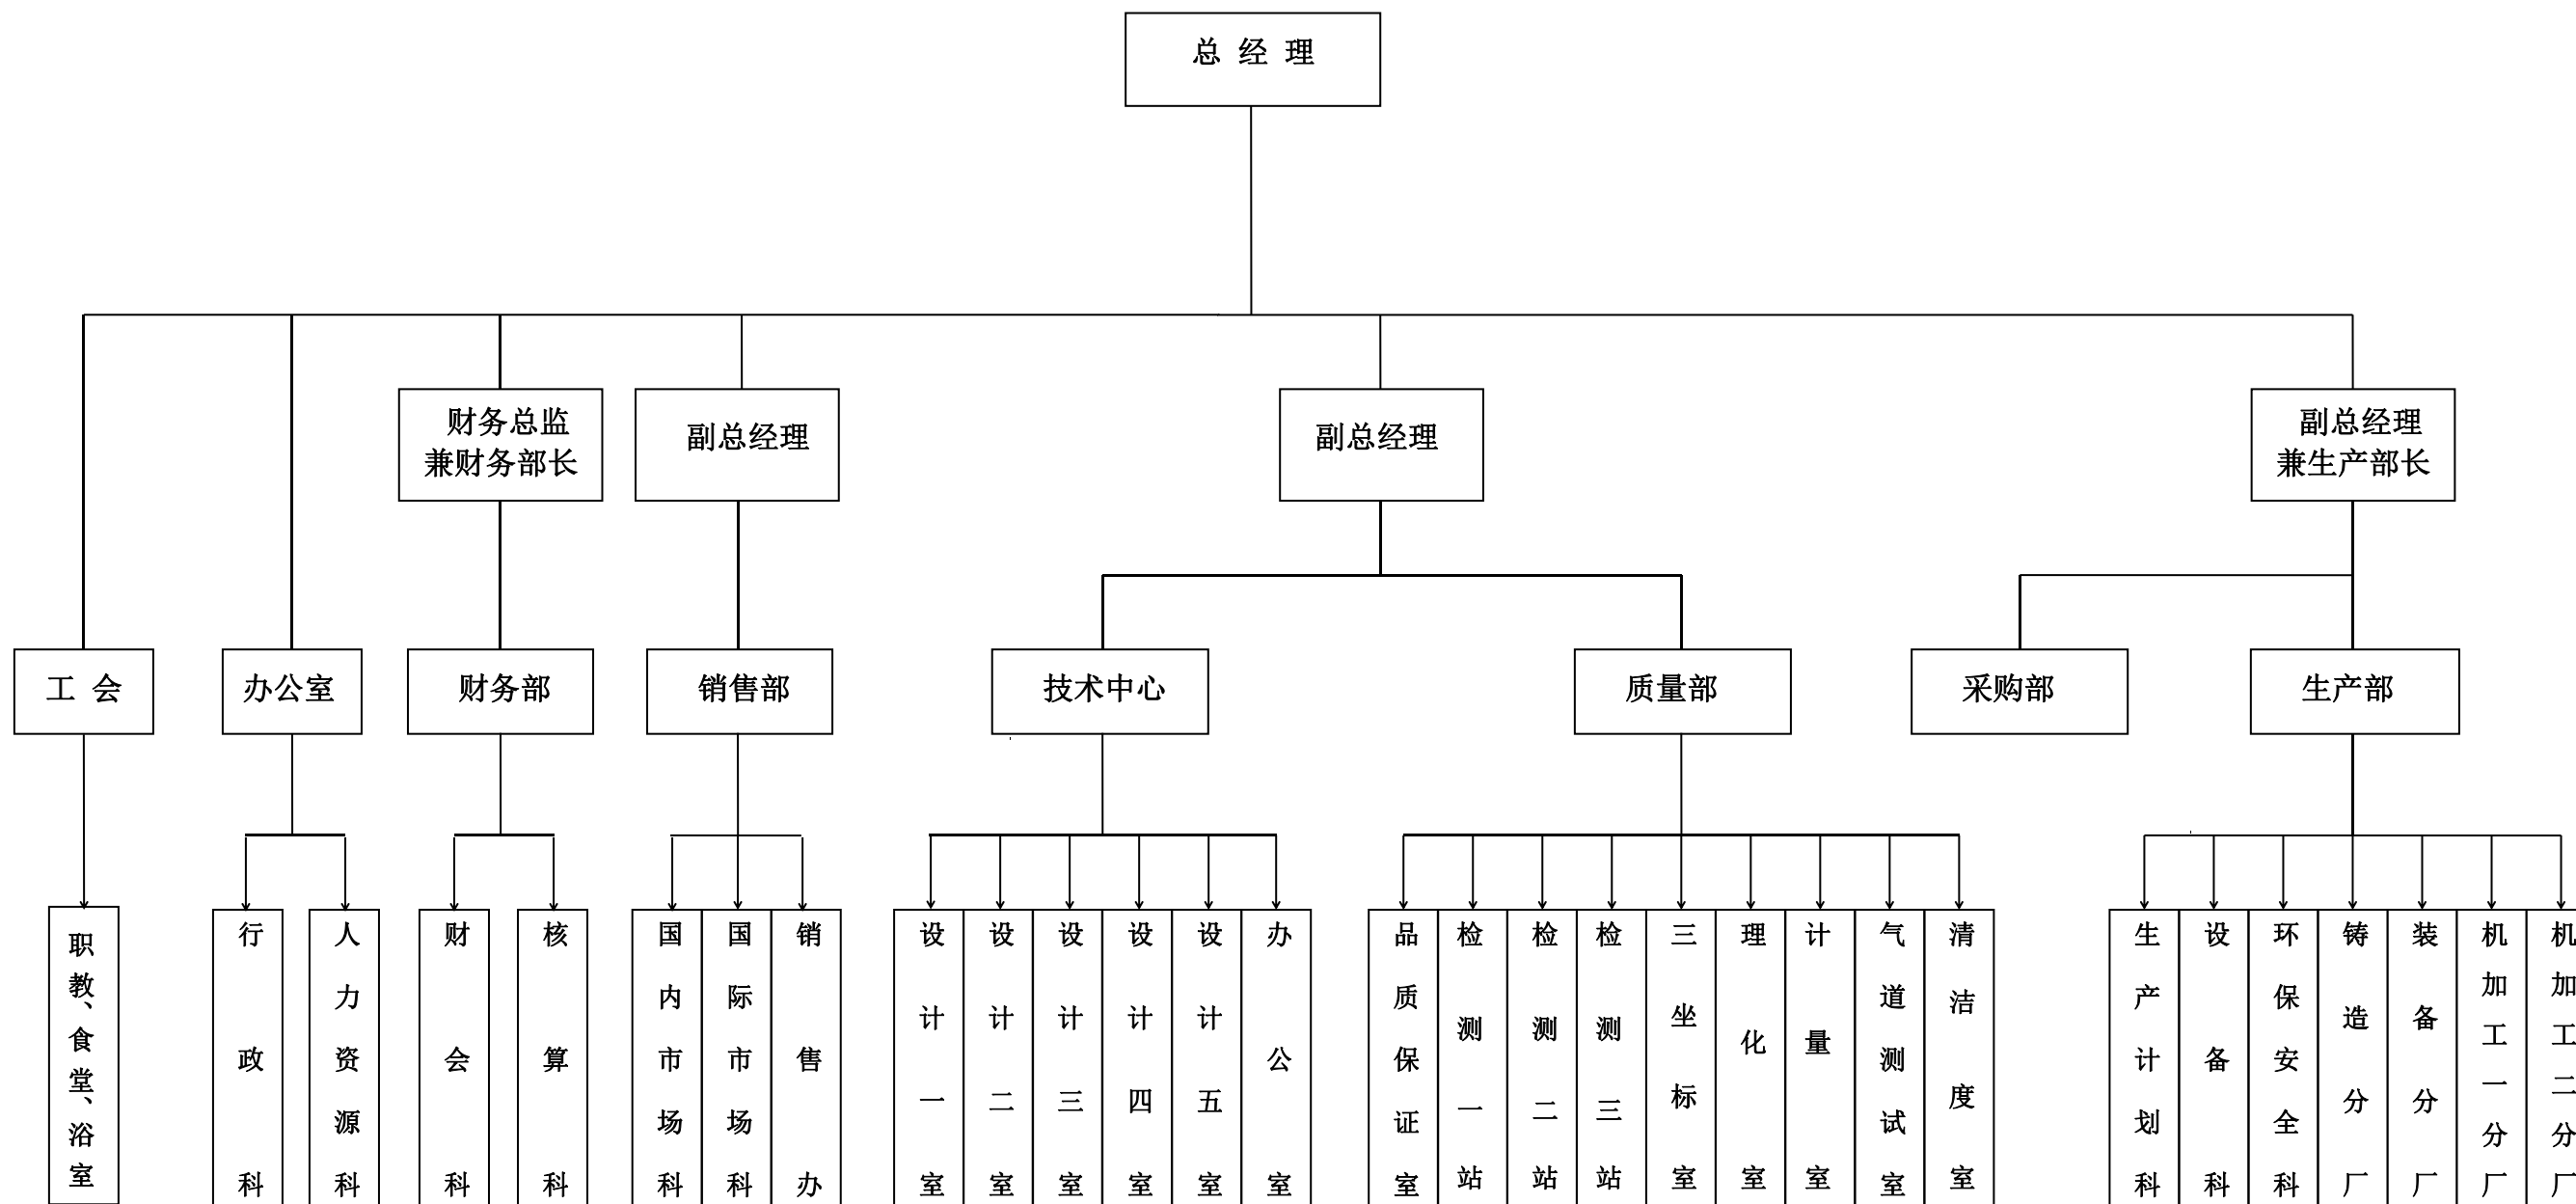 总 经 理
财务总监
兼财务部长
副总经理
副总经理
副总经理
兼生产部长
工 会
办公室
财务部
销售部
技术中心
质量部
采购部
生产部
职教、食堂、浴室
行政科
人力资源科
财会科
核算科
国内市场科
国际市场科
销售办
设计一室
设计二室
设计三室
设计四室
设计五室
办公室
品质保证室
检测一站
检测二站
检测三站
三坐标室
理化室
计量室
气道测试室
清洁度室
生产计划科
设备科
环保安全科
铸造分厂
装备分厂
机加工一分厂
机加工二分厂